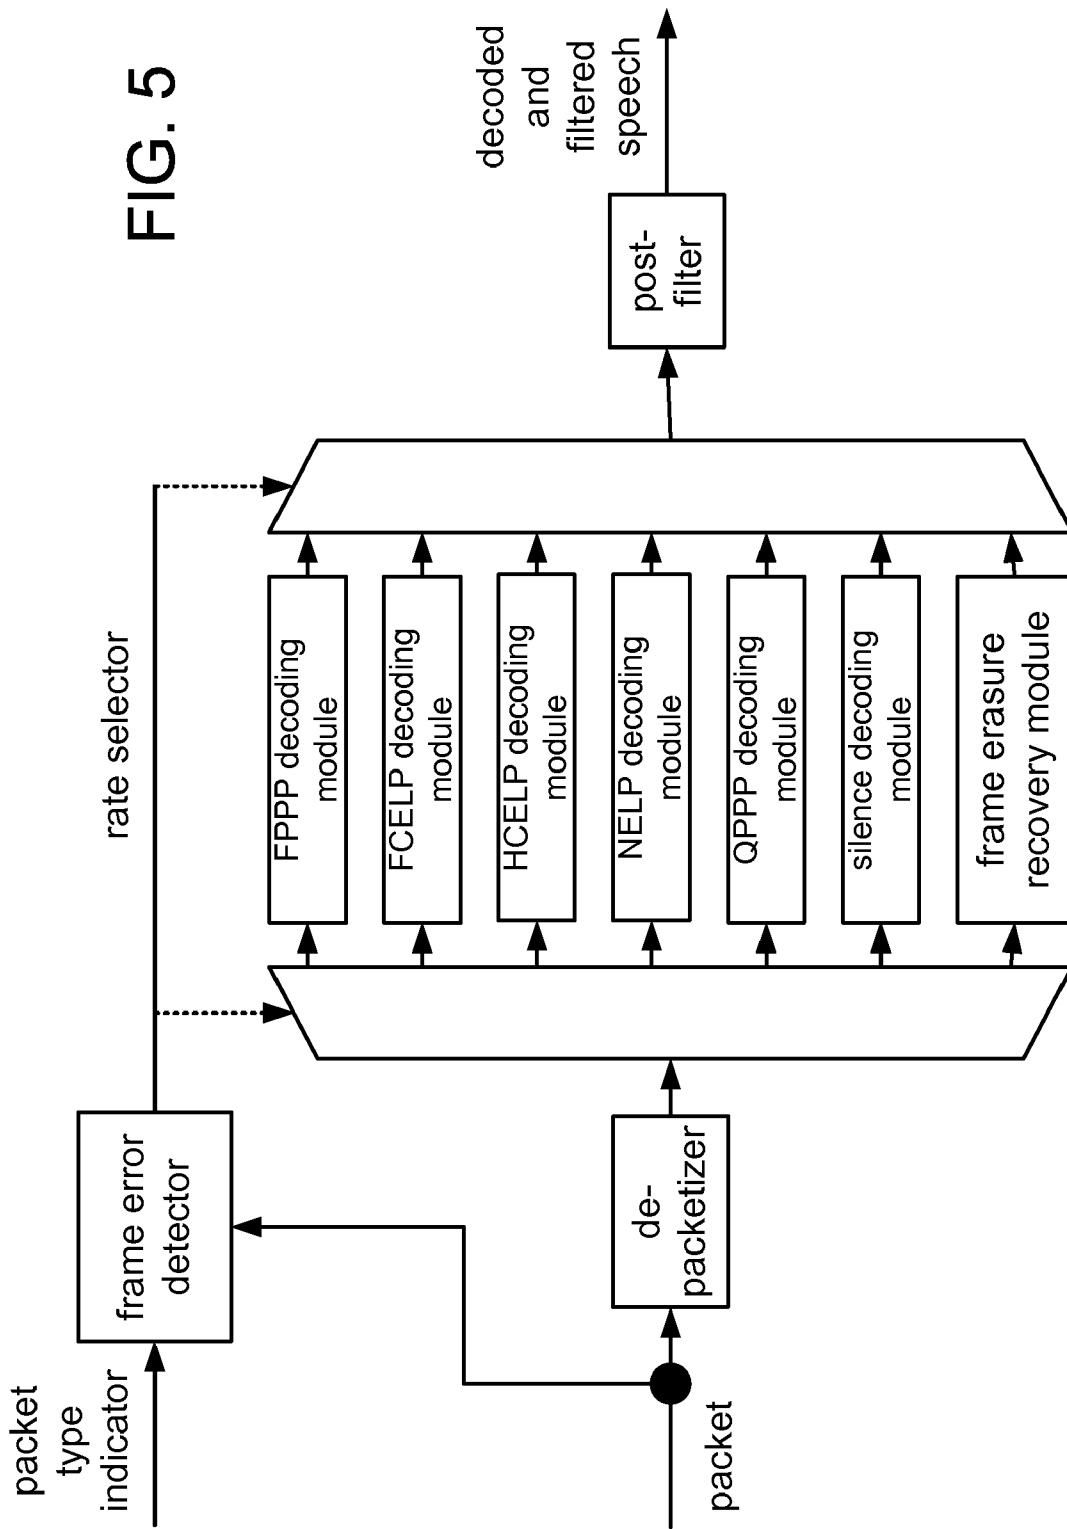 FIG. 5
packet
type
indicator
frame error
detector
rate selector
packet
de-
packetizer
FPPP decoding
module
FCELP decoding
module
HCELP decoding
module
NELP decoding
module
QPPP decoding
module
silence decoding
module
frame erasure
recovery module
post-
filter
decoded
and
filtered
speech